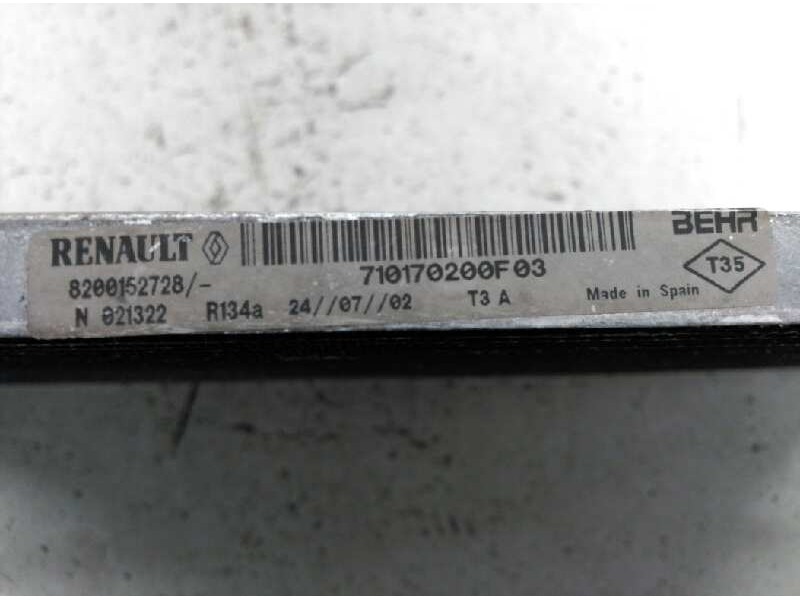 RENAULT
BEHR
710170200F03
8200152728/-
T35
N 021322 R134a 24//07//02 T3 A Made in Spain